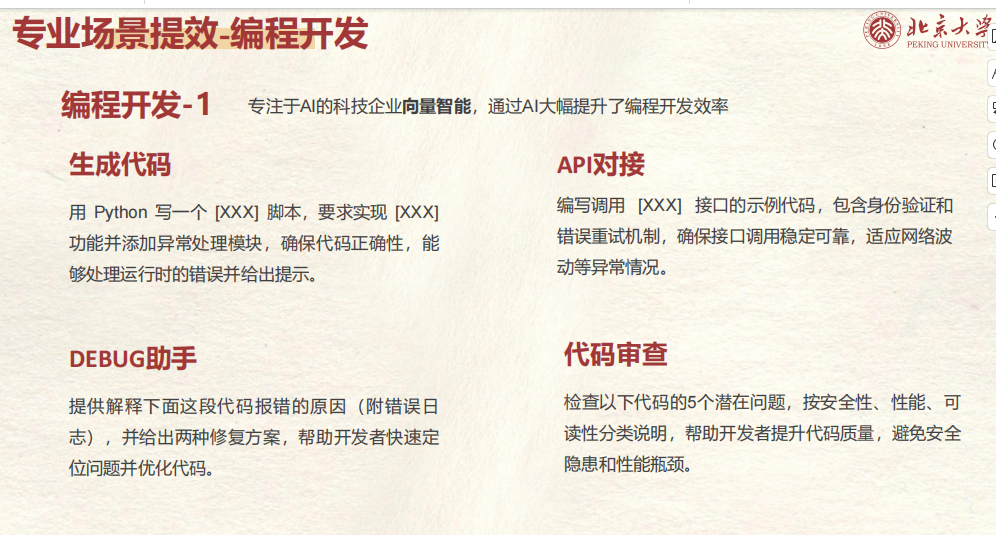 专业场景提效-编程开发
北京大学
PEKING UNIVERSITY
编程开发-1
专注于AI的科技企业向量智能，通过AI大幅提升了编程开发效率
生成代码
用 Python 写一个 [XXX] 脚本，要求实现 [XXX]
功能并添加异常处理模块，确保代码正确性，能
够处理运行时的错误并给出提示。
API对接
编写调用 [XXX] 接口的示例代码，包含身份验证和
错误重试机制，确保接口调用稳定可靠，适应网络波
动等异常情况。
DEBUG助手
提供解释下面这段代码报错的原因（附错误日
志），并给出两种修复方案，帮助开发者快速定
位问题并优化代码。
代码审查
检查以下代码的5个潜在问题，按安全性、性能、可
读性分类说明，帮助开发者提升代码质量，避免安全
隐患和性能瓶颈。